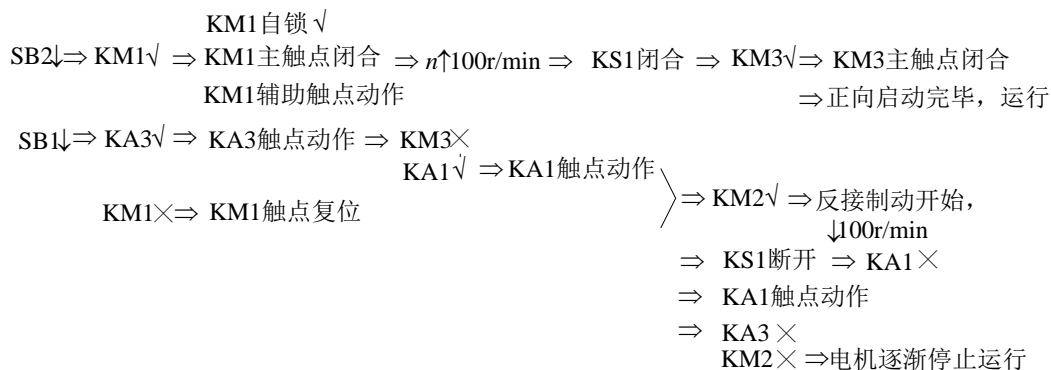 KM1自锁√
SB2↓⇒ KM1√ ⇒ KM1主触点闭合 ⇒ n↑100r/min ⇒ KS1闭合 ⇒ KM3√⇒ KM3主触点闭合
KM1辅助触点动作 ⇒正向启动完毕，运行
SB1↓⇒ KA3√⇒ KA3触点动作 ⇒ KM3×
KA1√ ⇒KA1触点动作
⇒KM2√ ⇒反接制动开始，
KM1×⇒ KM1触点复位
↓100r/min
⇒ KS1断开 ⇒ KA1×
⇒ KA1触点动作
⇒ KA3×
KM2× ⇒电机逐渐停止运行